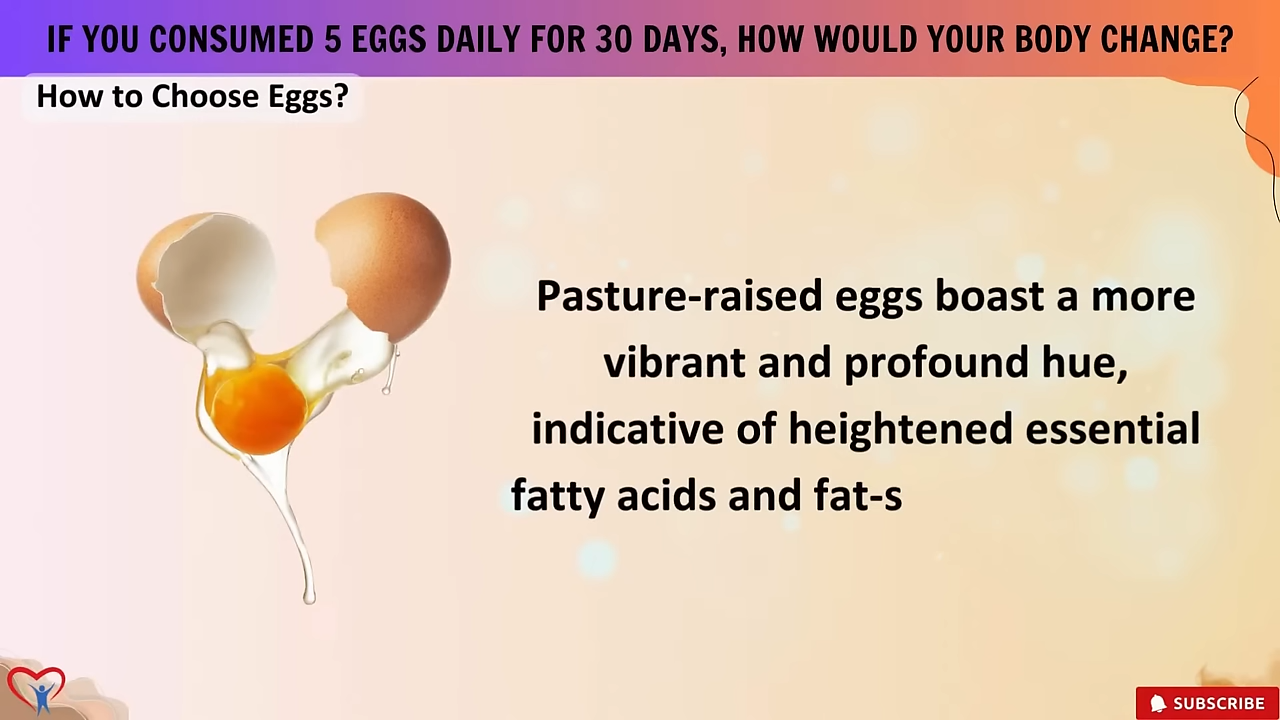 IF YOU CONSUMED 5 EGGS DAILY FOR 30 DAYS, HOW WOULD YOUR BODY CHANGE?
How to Choose Eggs?
Pasture-raised eggs boast a more
vibrant and profound hue,
indicative of heightened essential
fatty acids and fat-s
SUBSCRIBE